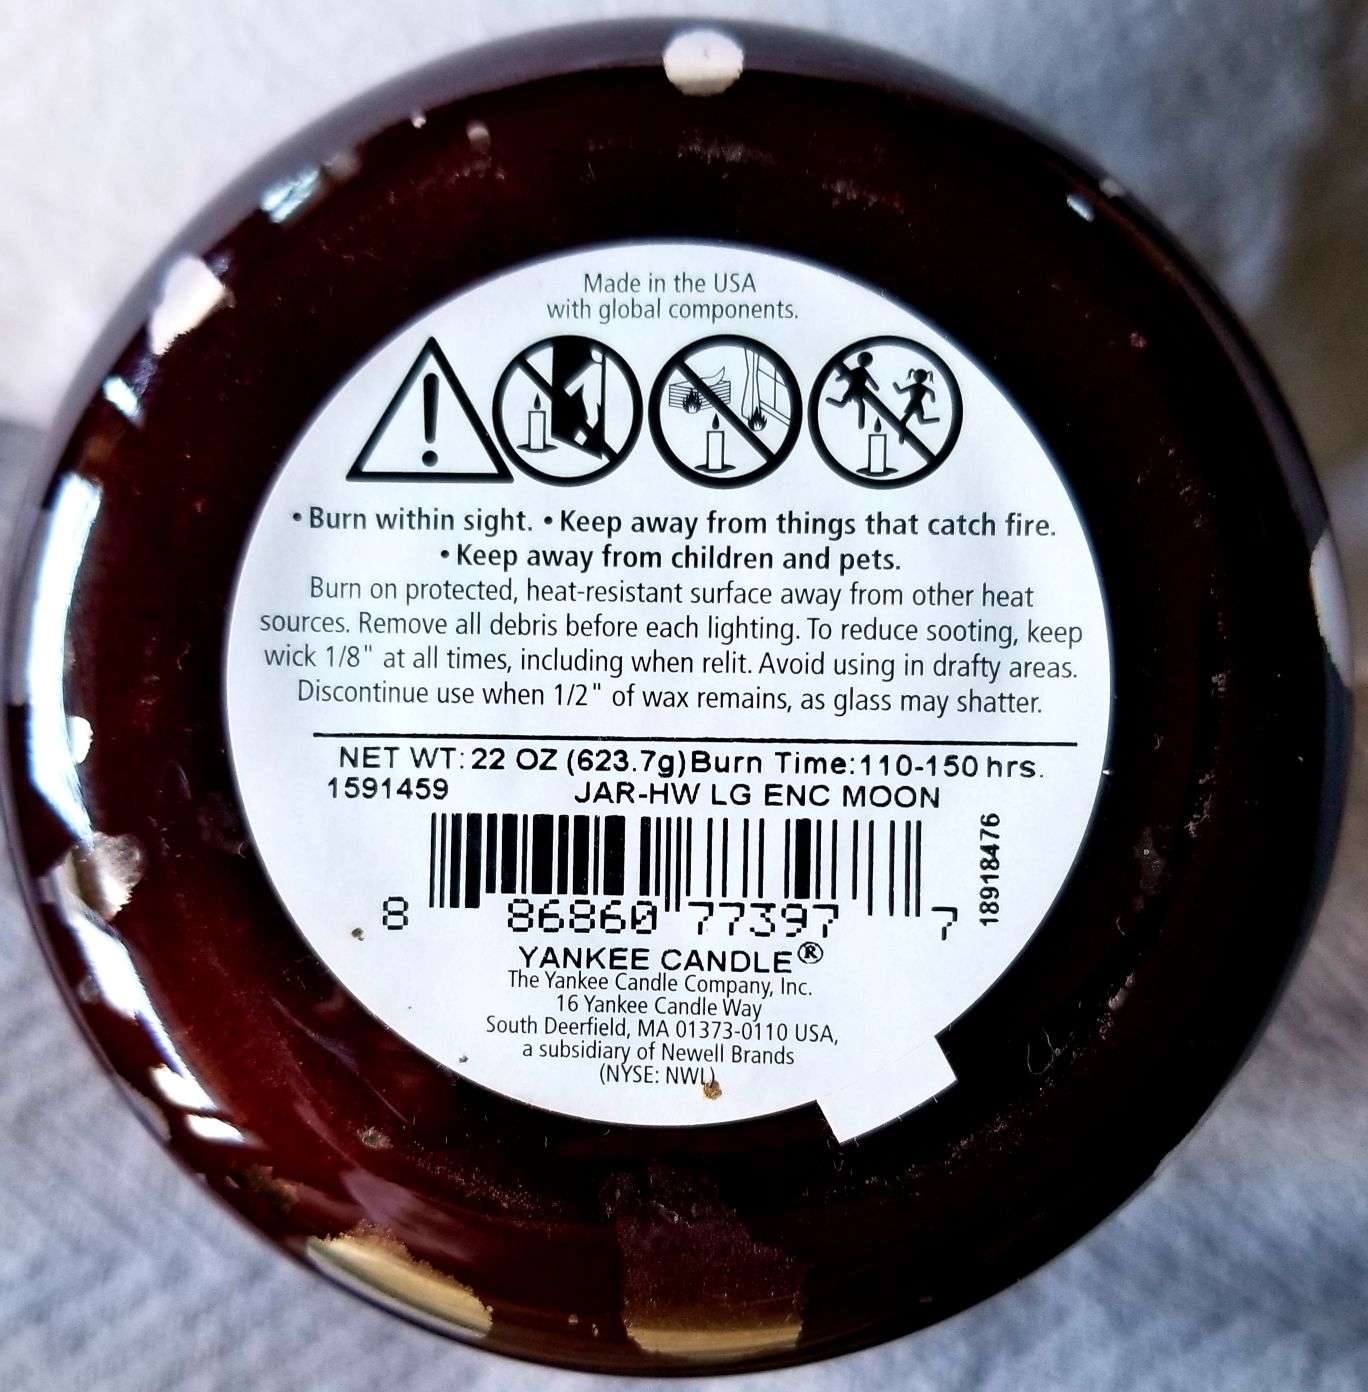 Made in the USA
with global components.
• Burn within sight. • Keep away from things that catch fire.
• Keep away from children and pets.
Burn on protected, heat-resistant surface away from other heat
sources. Remove all debris before each lighting. To reduce sooting, keep
wick 1/8" at all times, including when relit. Avoid using in drafty areas.
Discontinue use when 1/2" of wax remains, as glass may shatter.
NET WT: 22 OZ (623.7g) Burn Time:110-150 hrs.
1591459 JAR-HW LG ENC MOON
18918476
8 86860 77397 7
YANKEE CANDLE®
The Yankee Candle Company, Inc.
16 Yankee Candle Way
South Deerfield, MA 01373-0110 USA,
a subsidiary of Newell Brands
(NYSE: NWL)